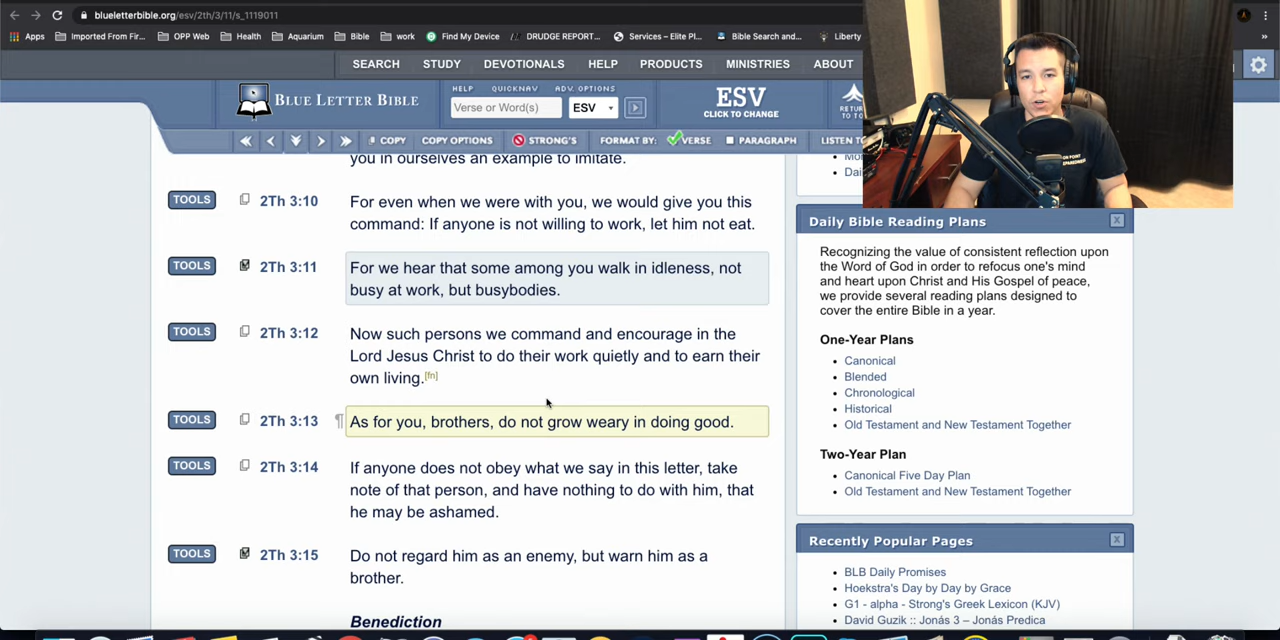 blueletterbible.org/esv/2th/3/11/s_1119011
Apps Imported From Fir... OPP Web Health Aquarium Bible work Find My Device DRUDGE REPORT... Services – Elite Pl... Bible Search and... Liberty »
SEARCH STUDY DEVOTIONALS HELP PRODUCTS MINISTRIES ABOUT
HELP QUICKNAV ADV. OPTIONS
BLUE LETTER BIBLE
Verse or Word(s) ESV
ESV
CLICK TO CHANGE
COPY COPY OPTIONS STRONG'S FORMAT BY: VERSE PARAGRAPH LISTEN
you in ourselves an example to imitate.
TOOLS 2Th 3:10 For even when we were with you, we would give you this
command: If anyone is not willing to work, let him not eat.
TOOLS 2Th 3:11 For we hear that some among you walk in idleness, not
busy at work, but busybodies.
TOOLS 2Th 3:12 Now such persons we command and encourage in the
Lord Jesus Christ to do their work quietly and to earn their
own living.[fn]
TOOLS 2Th 3:13 ¶ As for you, brothers, do not grow weary in doing good.
TOOLS 2Th 3:14 If anyone does not obey what we say in this letter, take
note of that person, and have nothing to do with him, that
he may be ashamed.
TOOLS 2Th 3:15 Do not regard him as an enemy, but warn him as a
brother.
Benediction
Daily Bible Reading Plans
Recognizing the value of consistent reflection upon
the Word of God in order to refocus one's mind
and heart upon Christ and His Gospel of peace,
we provide several reading plans designed to
cover the entire Bible in a year.
One-Year Plans
Canonical
Blended
Chronological
Historical
Old Testament and New Testament Together
Two-Year Plan
Canonical Five Day Plan
Old Testament and New Testament Together
Recently Popular Pages
BLB Daily Promises
Hoekstra's Day by Day by Grace
G1 - alpha - Strong's Greek Lexicon (KJV)
David Guzik :: Jonás 3 – Jonás Predica